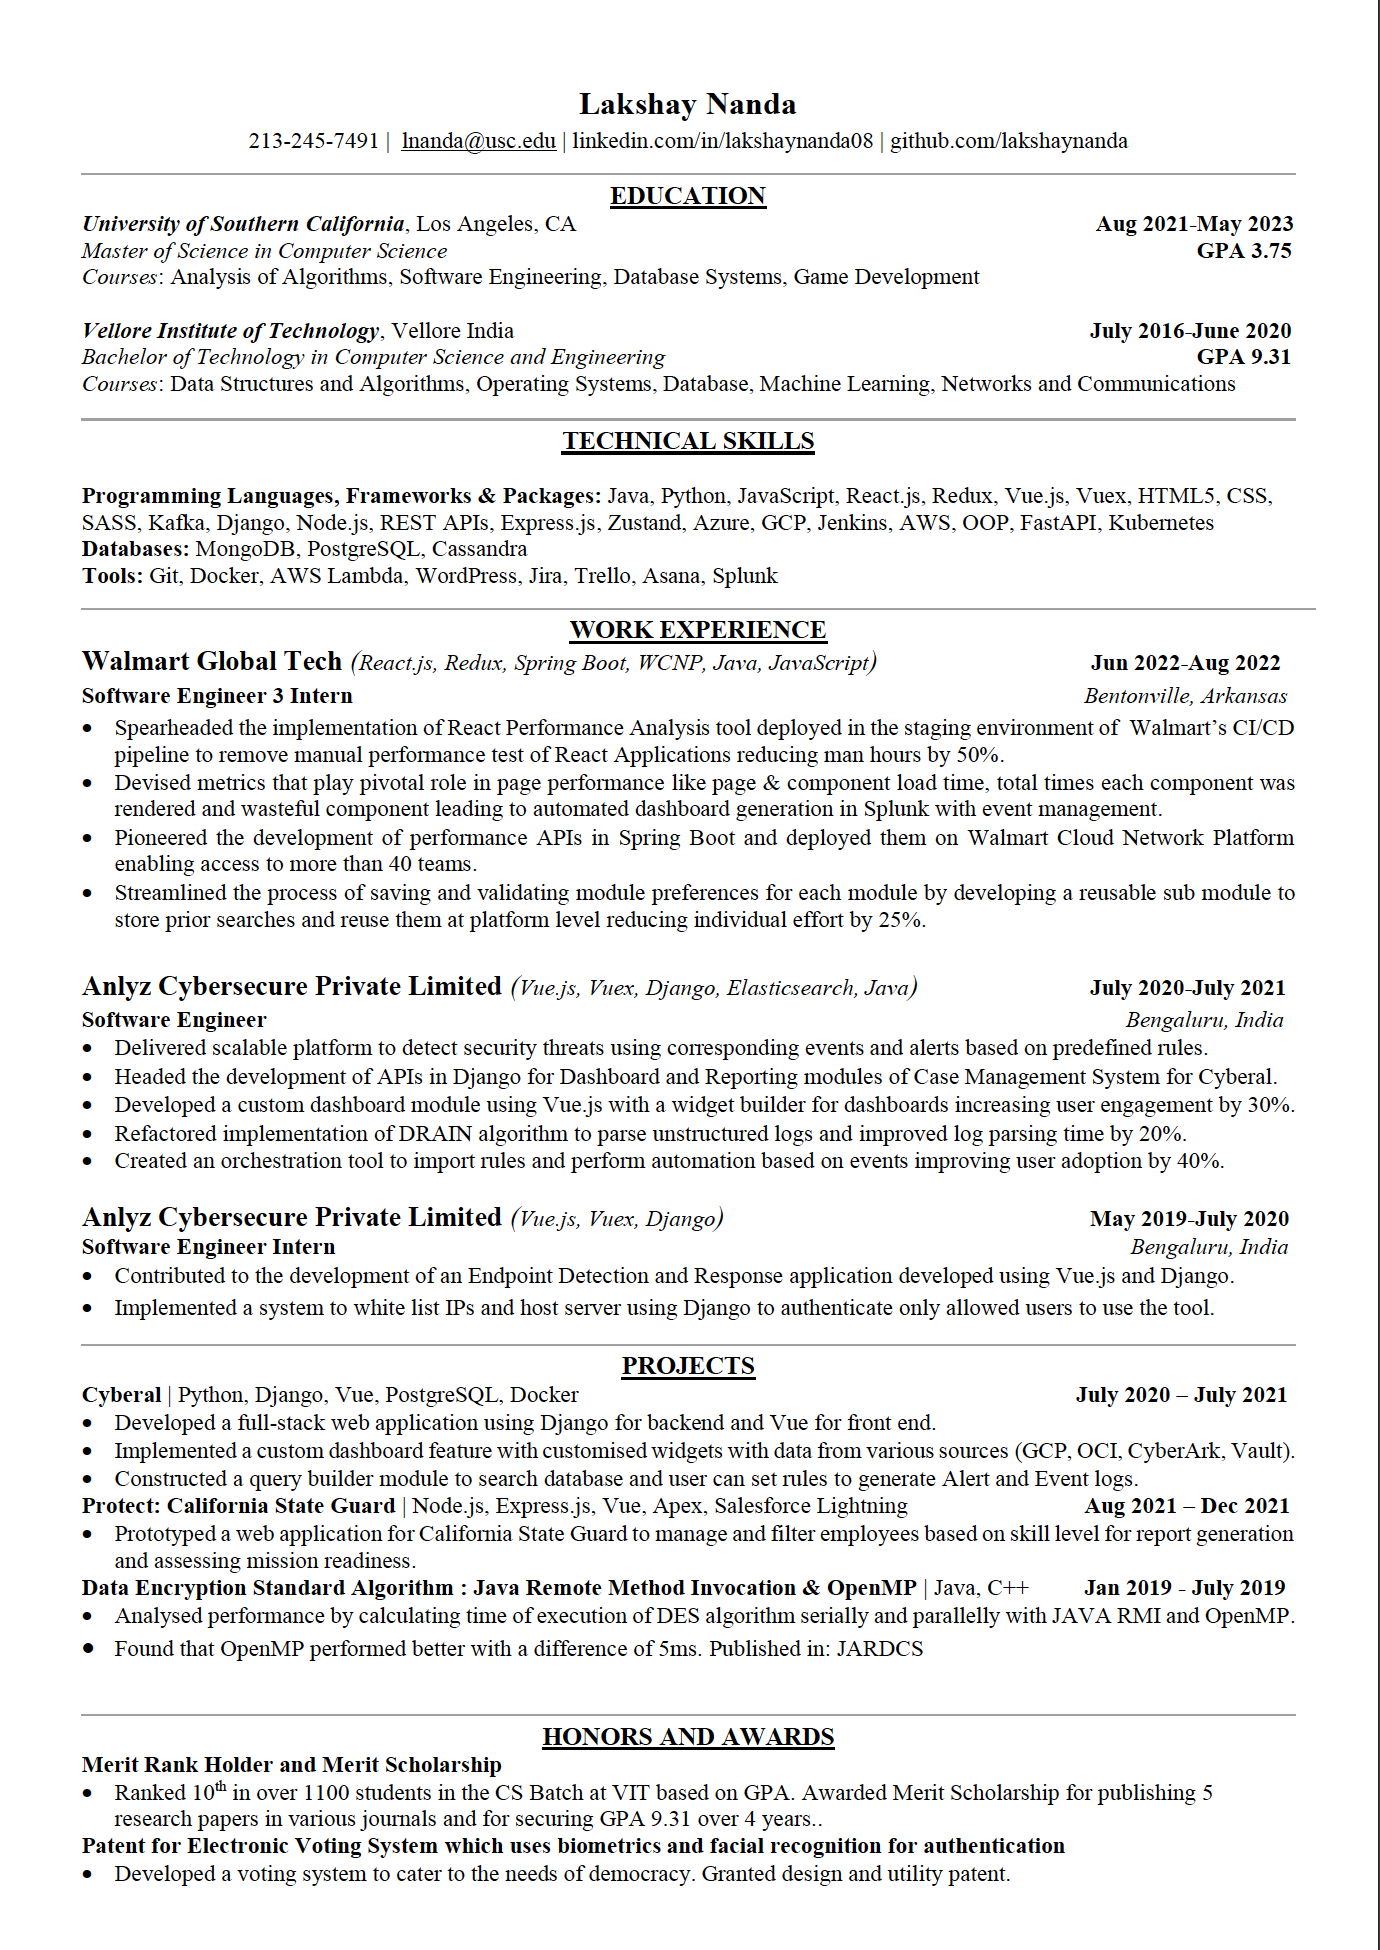 Lakshay Nanda
213-245-7491 | lnanda@usc.edu | linkedin.com/in/lakshaynanda08 | github.com/lakshaynanda
EDUCATION
University of Southern California, Los Angeles, CA Aug 2021-May 2023
Master of Science in Computer Science GPA 3.75
Courses: Analysis of Algorithms, Software Engineering, Database Systems, Game Development
Vellore Institute of Technology, Vellore India July 2016-June 2020
Bachelor of Technology in Computer Science and Engineering GPA 9.31
Courses: Data Structures and Algorithms, Operating Systems, Database, Machine Learning, Networks and Communications
TECHNICAL SKILLS
Programming Languages, Frameworks & Packages: Java, Python, JavaScript, React.js, Redux, Vue.js, Vuex, HTML5, CSS,
SASS, Kafka, Django, Node.js, REST APIs, Express.js, Zustand, Azure, GCP, Jenkins, AWS, OOP, FastAPI, Kubernetes
Databases: MongoDB, PostgreSQL, Cassandra
Tools: Git, Docker, AWS Lambda, WordPress, Jira, Trello, Asana, Splunk
WORK EXPERIENCE
Walmart Global Tech (React.js, Redux, Spring Boot, WCNP, Java, JavaScript) Jun 2022-Aug 2022
Software Engineer 3 Intern Bentonville, Arkansas
• Spearheaded the implementation of React Performance Analysis tool deployed in the staging environment of Walmart’s CI/CD
pipeline to remove manual performance test of React Applications reducing man hours by 50%.
• Devised metrics that play pivotal role in page performance like page & component load time, total times each component was
rendered and wasteful component leading to automated dashboard generation in Splunk with event management.
• Pioneered the development of performance APIs in Spring Boot and deployed them on Walmart Cloud Network Platform
enabling access to more than 40 teams.
• Streamlined the process of saving and validating module preferences for each module by developing a reusable sub module to
store prior searches and reuse them at platform level reducing individual effort by 25%.
Anlyz Cybersecure Private Limited (Vue.js, Vuex, Django, Elasticsearch, Java) July 2020-July 2021
Software Engineer Bengaluru, India
• Delivered scalable platform to detect security threats using corresponding events and alerts based on predefined rules.
• Headed the development of APIs in Django for Dashboard and Reporting modules of Case Management System for Cyberal.
• Developed a custom dashboard module using Vue.js with a widget builder for dashboards increasing user engagement by 30%.
• Refactored implementation of DRAIN algorithm to parse unstructured logs and improved log parsing time by 20%.
• Created an orchestration tool to import rules and perform automation based on events improving user adoption by 40%.
Anlyz Cybersecure Private Limited (Vue.js, Vuex, Django) May 2019-July 2020
Software Engineer Intern Bengaluru, India
• Contributed to the development of an Endpoint Detection and Response application developed using Vue.js and Django.
• Implemented a system to white list IPs and host server using Django to authenticate only allowed users to use the tool.
PROJECTS
Cyberal | Python, Django, Vue, PostgreSQL, Docker July 2020 – July 2021
• Developed a full-stack web application using Django for backend and Vue for front end.
• Implemented a custom dashboard feature with customised widgets with data from various sources (GCP, OCI, CyberArk, Vault).
• Constructed a query builder module to search database and user can set rules to generate Alert and Event logs.
Protect: California State Guard | Node.js, Express.js, Vue, Apex, Salesforce Lightning Aug 2021 – Dec 2021
• Prototyped a web application for California State Guard to manage and filter employees based on skill level for report generation
and assessing mission readiness.
Data Encryption Standard Algorithm : Java Remote Method Invocation & OpenMP | Java, C++ Jan 2019 - July 2019
• Analysed performance by calculating time of execution of DES algorithm serially and parallelly with JAVA RMI and OpenMP.
• Found that OpenMP performed better with a difference of 5ms. Published in: JARDCS
HONORS AND AWARDS
Merit Rank Holder and Merit Scholarship
• Ranked 10th in over 1100 students in the CS Batch at VIT based on GPA. Awarded Merit Scholarship for publishing 5
research papers in various journals and for securing GPA 9.31 over 4 years..
Patent for Electronic Voting System which uses biometrics and facial recognition for authentication
• Developed a voting system to cater to the needs of democracy. Granted design and utility patent.